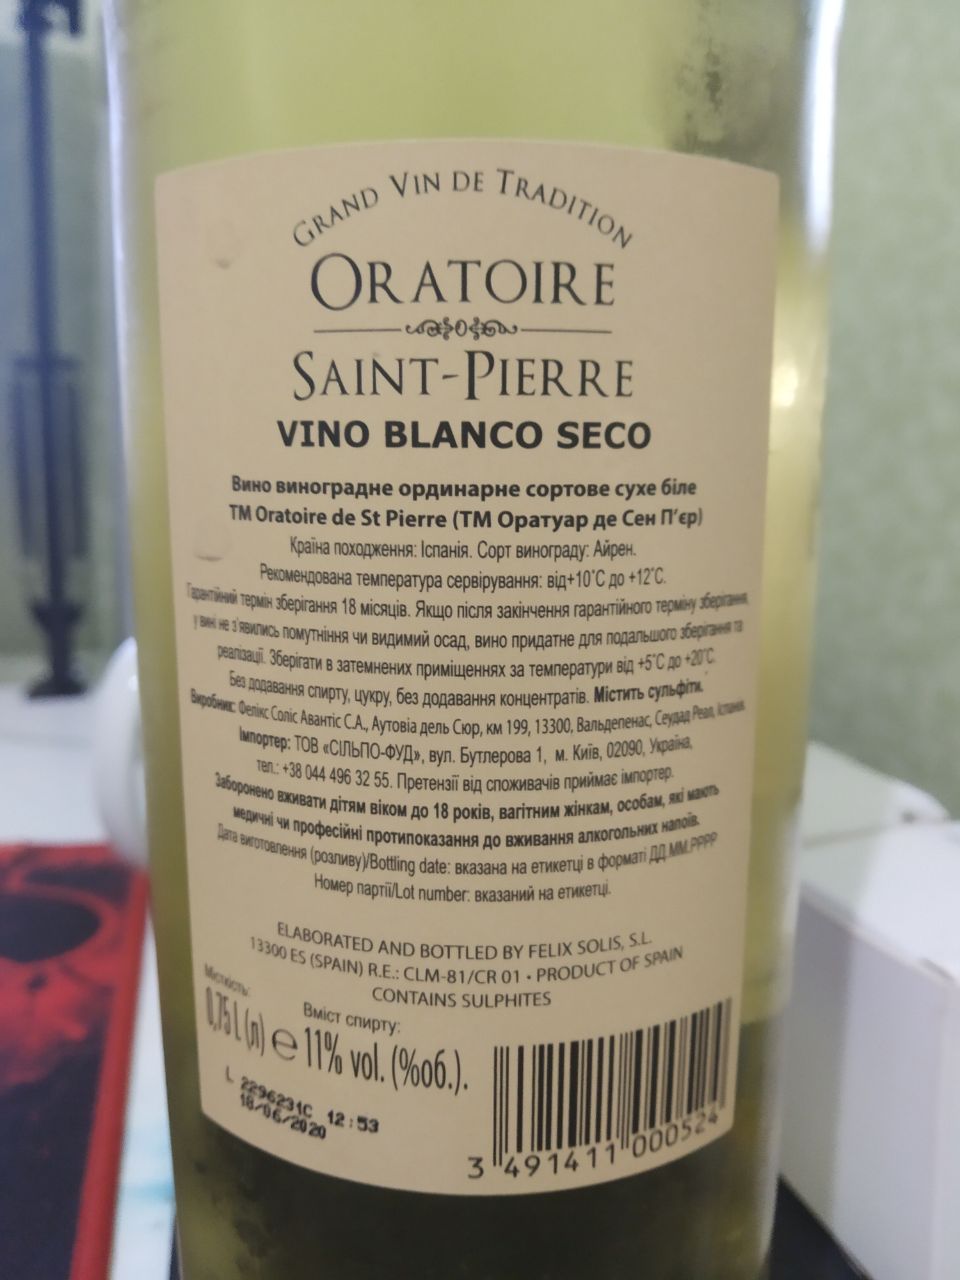 GRAND VIN DE TRADITION
ORATOIRE
SAINT-PIERRE
VINO BLANCO SECO
Вино виноградне ординарне сортове сухе біле
ТМ Oratoire de St Pierre (ТМ Оратуар де Сен П'єр)
Країна походження: Іспанія. Сорт винограду: Айрен.
Рекомендована температура сервірування: від+10°С до +12°С.
Гарантійний термін зберігання 18 місяців. Якщо після закінчення гарантійного терміну зберігання,
у вині не з'явились помутніння чи видимий осад, вино придатне для подальшого зберігання та
реалізації. Зберігати в затемнених приміщеннях за температури від +5°С до +20°С.
Без додавання спирту, цукру, без додавання концентратів. Містить сульфіти.
Виробник: Фелікс Соліс Авантіс С.А., Аутовіа дель Сюр, км 199, 13300, Вальдепенас, Сеудад Реал, Іспанія.
Імпортер: ТОВ «СІЛЬПО-ФУД», вул. Бутлерова 1, м. Київ, 02090, Україна,
тел.: +38 044 496 32 55. Претензії від споживачів приймає імпортер.
Заборонено вживати дітям віком до 18 років, вагітним жінкам, особам, які мають
медичні чи професійні протипоказання до вживання алкогольних напоїв.
Дата виготовлення (розливу)/Bottling date: вказана на етикетці в форматі ДД.ММ.РРРР
Номер партії/Lot number: вказаний на етикетці.
ELABORATED AND BOTTLED BY FELIX SOLIS, S.L.
13300 ES (SPAIN) R.E.: CLM-81/CR 01 • PRODUCT OF SPAIN
CONTAINS SULPHITES
Місткість:
0,75 L (л) e
Вміст спирту:
11% vol. (%об.).
L 2296231C 12:53
18/06/2020
3 491411 000524